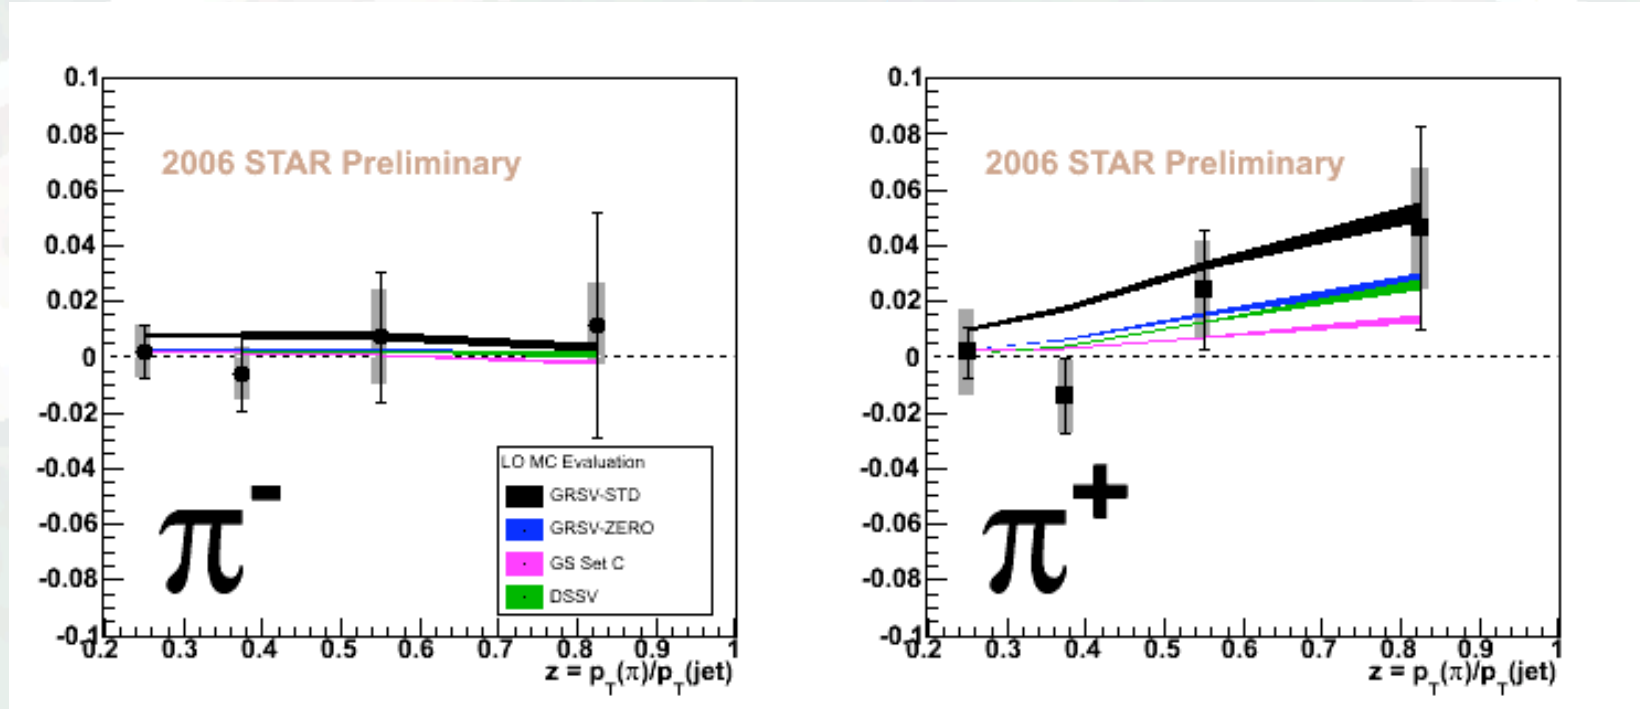 0.1
0.08
0.06
0.04
0.02
0
-0.02
-0.04
-0.06
-0.08
-0.1
2006 STAR Preliminary
π-
LO MC Evaluation
GRSV-STD
GRSV-ZERO
GS Set C
DSSV
0.2 0.3 0.4 0.5 0.6 0.7 0.8 0.9 1
z = pT(π)/pT(jet)
0.1
0.08
0.06
0.04
0.02
0
-0.02
-0.04
-0.06
-0.08
-0.1
2006 STAR Preliminary
π+
0.2 0.3 0.4 0.5 0.6 0.7 0.8 0.9 1
z = pT(π)/pT(jet)